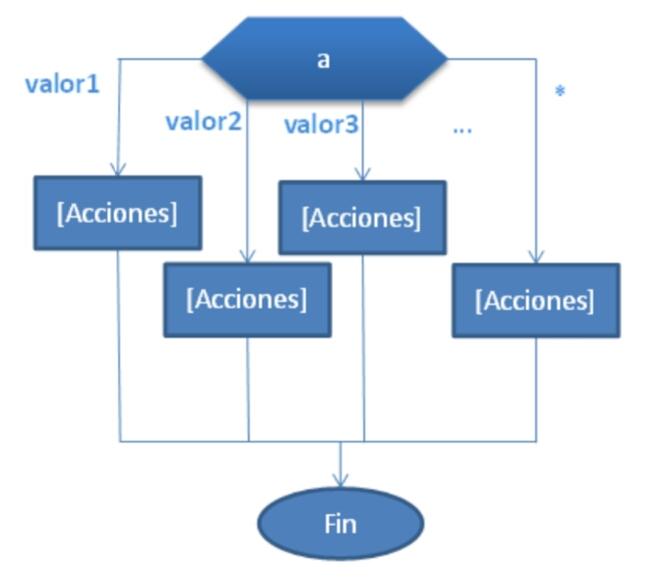 a
valor1
valor2
valor3
...
*
[Acciones]
[Acciones]
[Acciones]
[Acciones]
Fin